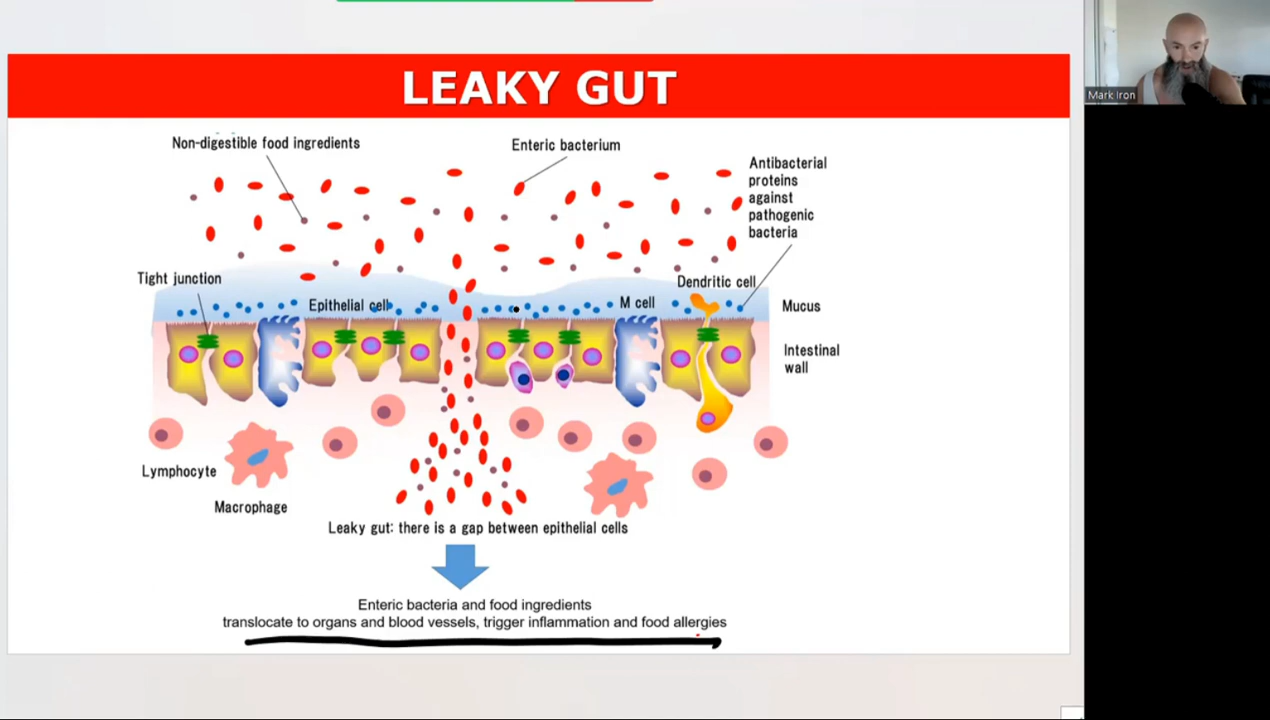 LEAKY GUT
Mark Iron
Non-digestible food ingredients
Enteric bacterium
Antibacterial
proteins
against
pathogenic
bacteria
Tight junction
Epithelial cell
M cell
Dendritic cell
Mucus
Intestinal
wall
Lymphocyte
Macrophage
Leaky gut: there is a gap between epithelial cells
Enteric bacteria and food ingredients
translocate to organs and blood vessels, trigger inflammation and food allergies